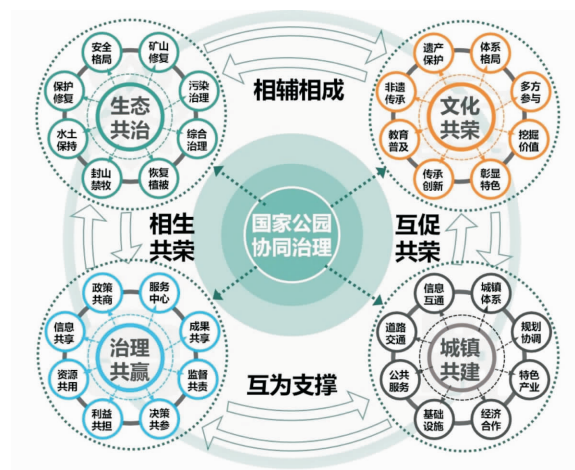 安全
格局
矿山
修复
保护
修复
污染
治理
生态
共治
水土
保持
综合
治理
封山
禁牧
恢复
植被
相辅相成
遗产
保护
体系
格局
非遗
传承
多方
参与
文化
共荣
教育
普及
挖掘
价值
传承
创新
彰显
特色
相生
共荣
国家公园
协同治理
互促
共荣
政策
共商
服务
中心
信息
共享
成果
共享
治理
共赢
资源
共用
监督
共责
利益
共担
决策
共参
互为支撑
信息
互通
城镇
体系
道路
交通
规划
协调
城镇
共建
公共
服务
特色
产业
基础
设施
经济
合作